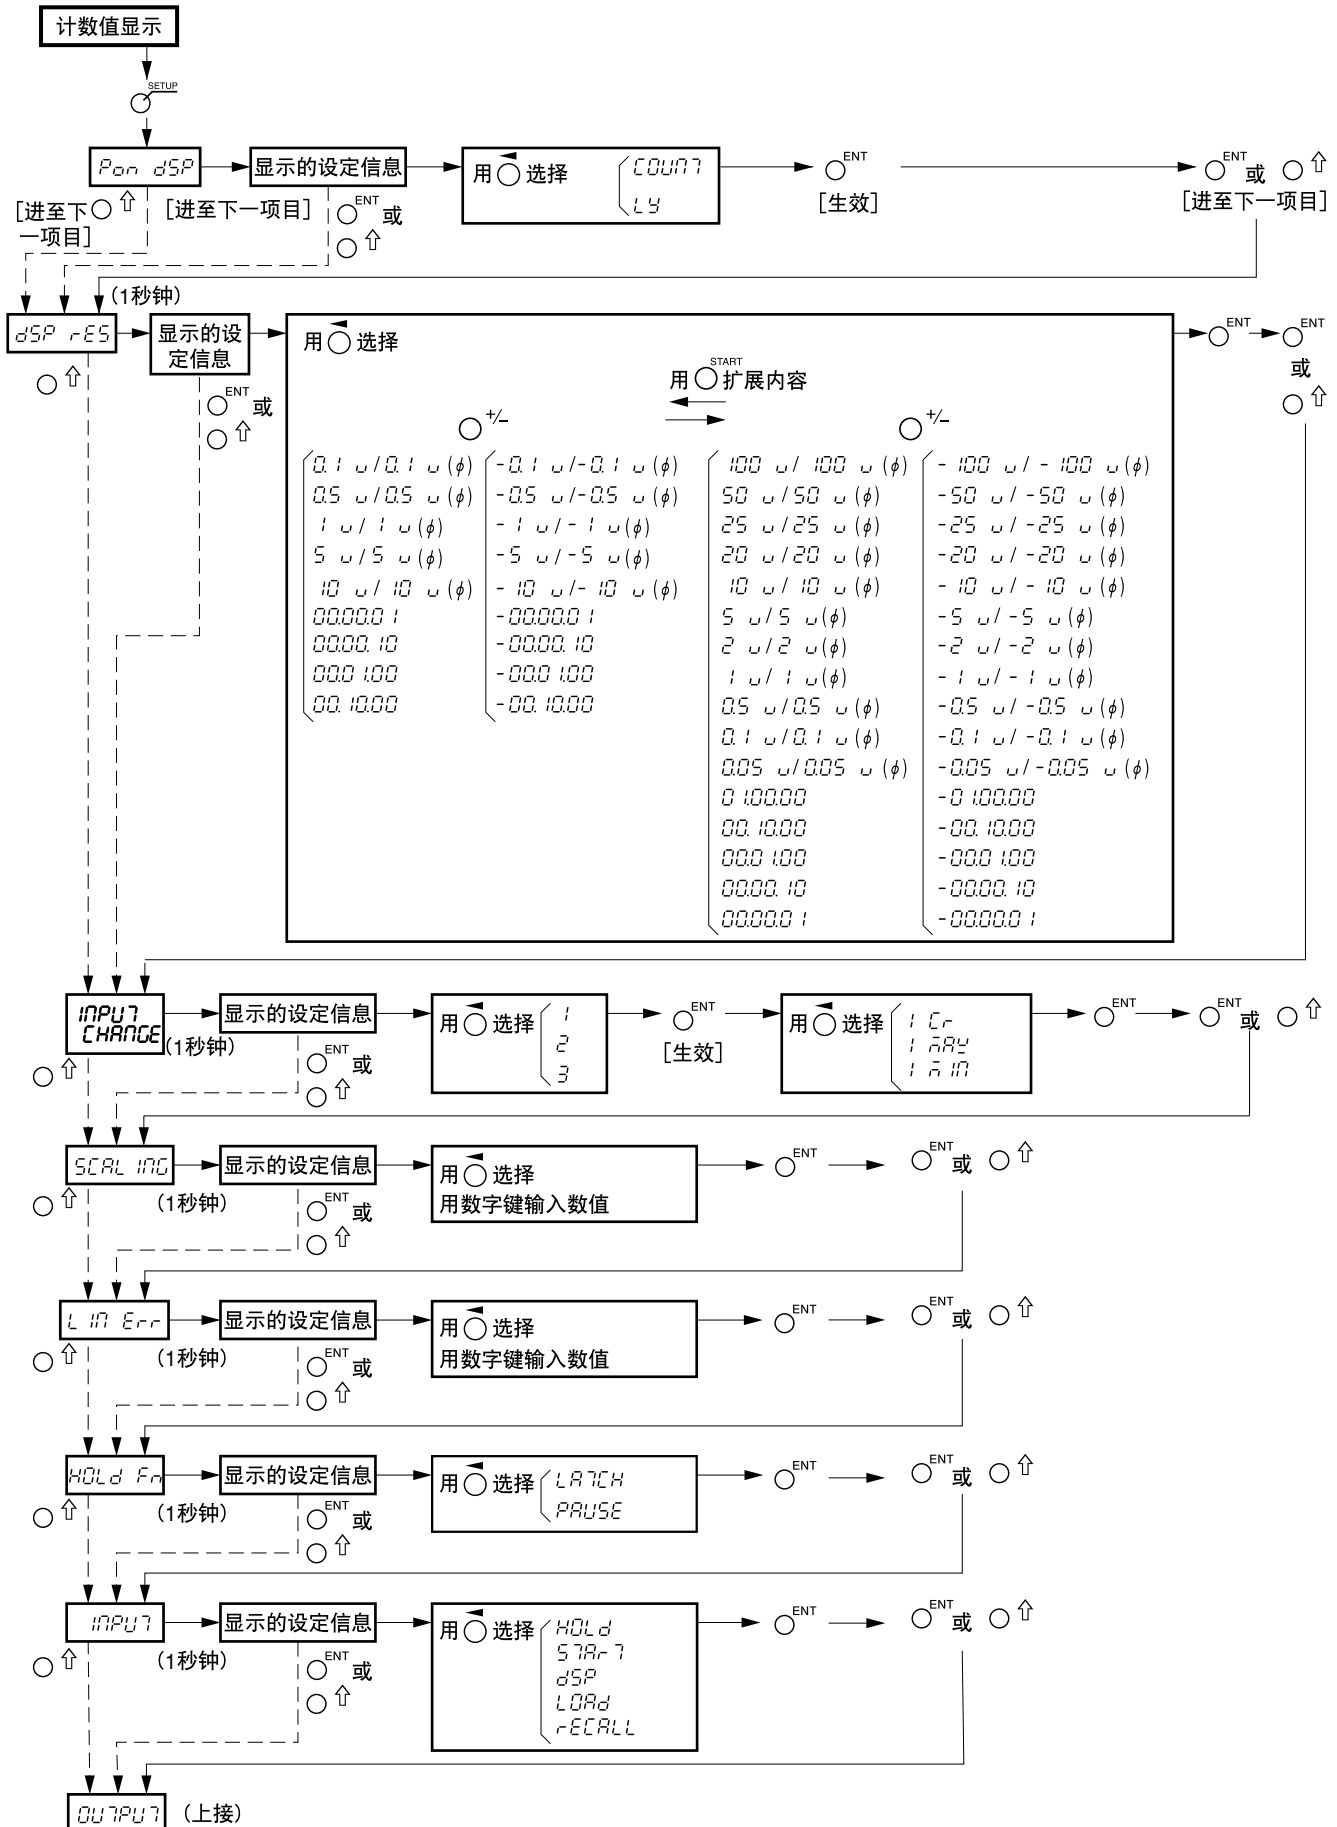 计数值显示
SETUP
Pon dSP
显示的设定信息
用 选择
COUNT
LY
ENT
[生效]
ENT 或
[进至下一项目]
[进至下
一项目]
[进至下一项目]
ENT 或
(1秒钟)
dSP rES
显示的设
定信息
ENT 或
用 选择
用 START 扩展内容
+/–
+/–
0.1 u/0.1 u (ϕ)
0.5 u/0.5 u (ϕ)
1 u/1 u (ϕ)
5 u/5 u (ϕ)
10 u/10 u (ϕ)
00.00.01
00.00.10
00.01.00
00.10.00
-0.1 u/-0.1 u (ϕ)
-0.5 u/-0.5 u (ϕ)
-1 u/-1 u (ϕ)
-5 u/-5 u (ϕ)
-10 u/-10 u (ϕ)
-00.00.01
-00.00.10
-00.01.00
-00.10.00
100 u/100 u (ϕ)
50 u/50 u (ϕ)
25 u/25 u (ϕ)
20 u/20 u (ϕ)
10 u/10 u (ϕ)
5 u/5 u (ϕ)
2 u/2 u (ϕ)
1 u/1 u (ϕ)
0.5 u/0.5 u (ϕ)
0.1 u/0.1 u (ϕ)
0.05 u/0.05 u (ϕ)
01.00.00
00.10.00
00.01.00
00.00.10
00.00.01
-100 u/-100 u (ϕ)
-50 u/-50 u (ϕ)
-25 u/-25 u (ϕ)
-20 u/-20 u (ϕ)
-10 u/-10 u (ϕ)
-5 u/-5 u (ϕ)
-2 u/-2 u (ϕ)
-1 u/-1 u (ϕ)
-0.5 u/-0.5 u (ϕ)
-0.1 u/-0.1 u (ϕ)
-0.05 u/-0.05 u (ϕ)
-01.00.00
-00.10.00
-00.01.00
-00.00.10
-00.00.01
ENT
ENT
或
INPUT
CHANGE
(1秒钟)
显示的设定信息
ENT 或
用 选择
1
2
3
ENT
[生效]
用 选择
1 Cr
1 MAY
1 MIN
ENT
ENT 或
SCALING
(1秒钟)
显示的设定信息
ENT 或
用 选择
用数字键输入数值
ENT
ENT 或
LIN Err
(1秒钟)
显示的设定信息
ENT 或
用 选择
用数字键输入数值
ENT
ENT 或
HOLd Fn
(1秒钟)
显示的设定信息
ENT 或
用 选择
LATCH
PAUSE
ENT
ENT 或
INPUT
(1秒钟)
显示的设定信息
ENT 或
用 选择
HOLd
STArT
dSP
LOAd
rECALL
ENT
ENT 或
OUTPUT
(上接)